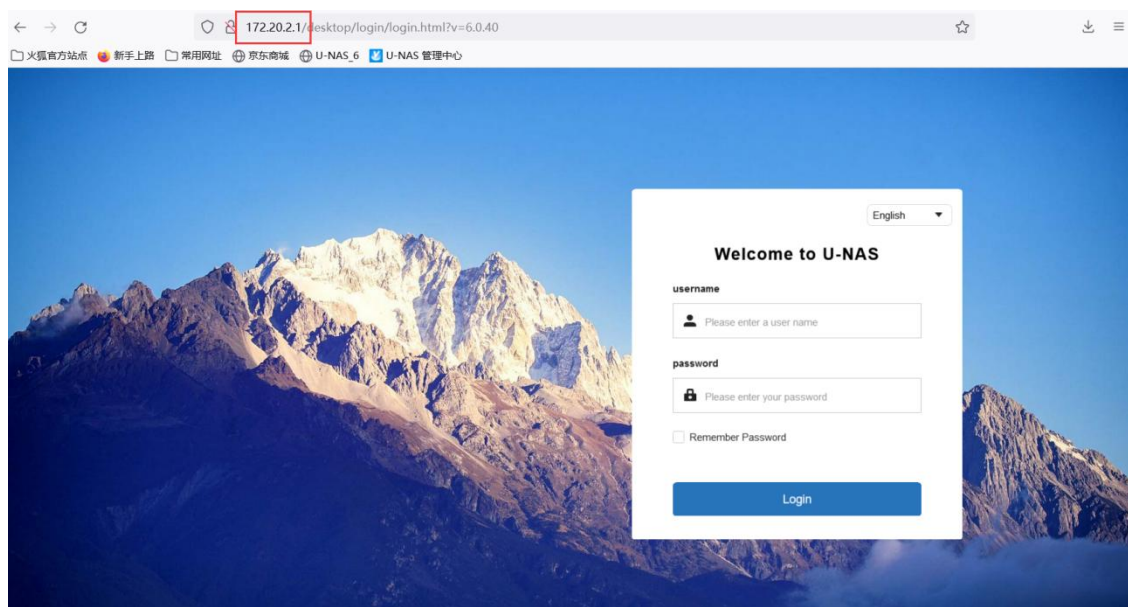 172.20.2.1/desktop/login/login.html?v=6.0.40
火狐官方站点 新手上路 常用网址 京东商城 U-NAS_6 U-NAS 管理中心
English
Welcome to U-NAS
username
Please enter a user name
password
Please enter your password
Remember Password
Login